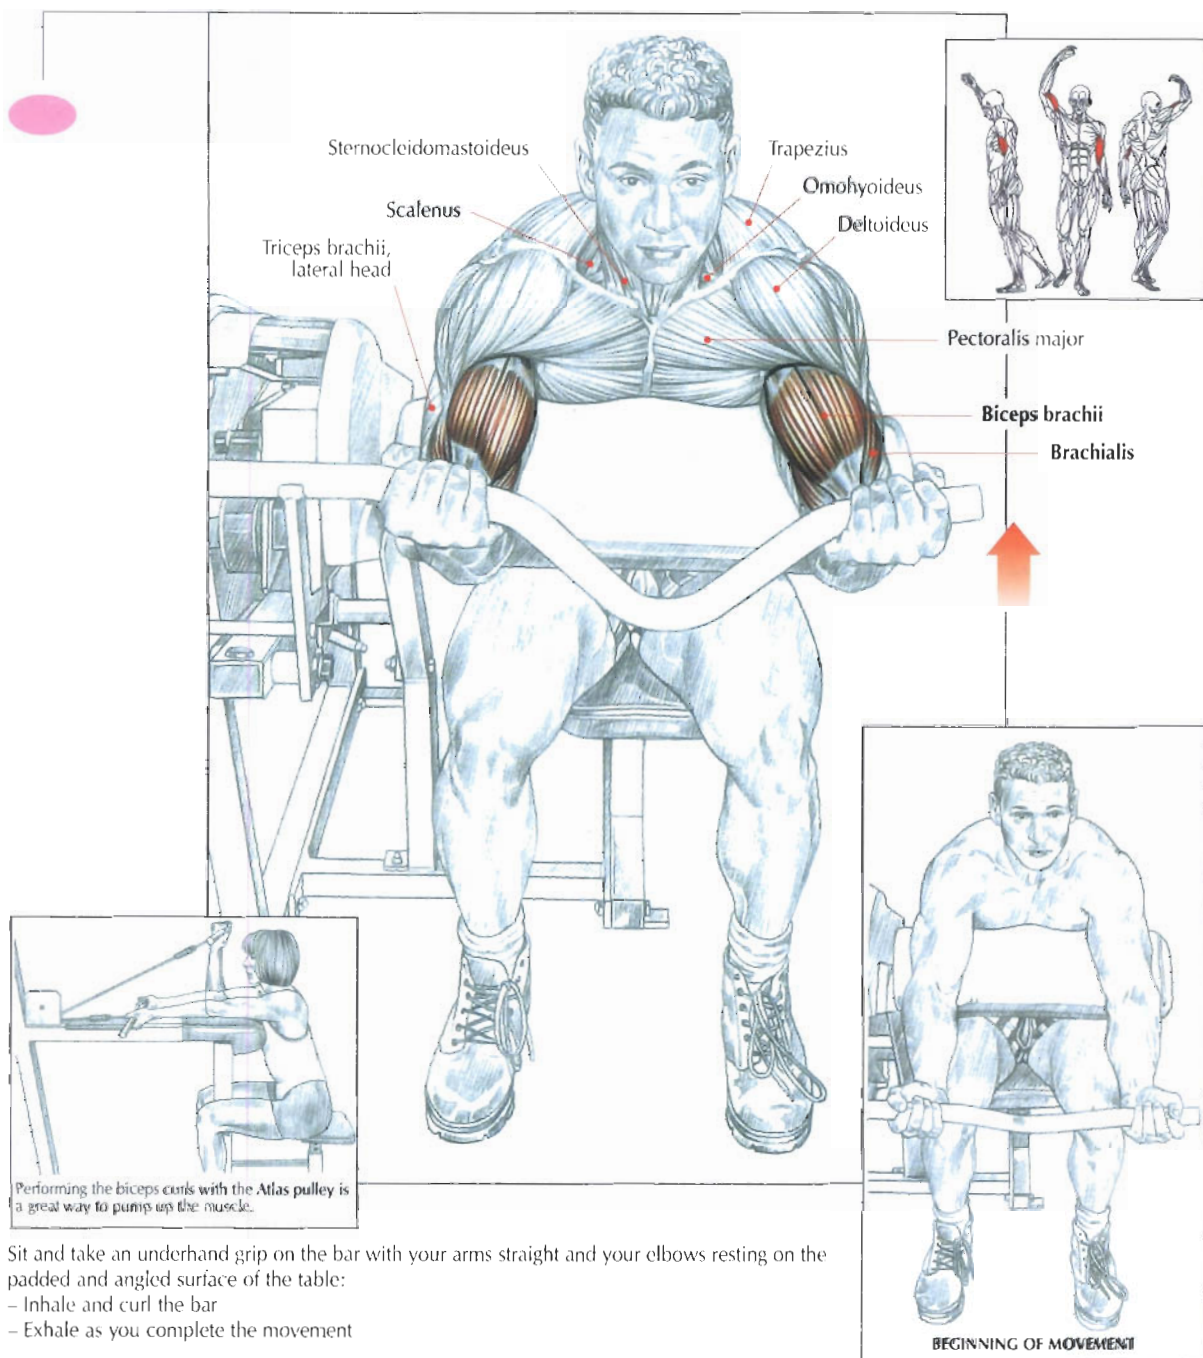 Sternocleidomastoideus
Trapezius
Omohyoideus
Scalenus
Deltoideus
Triceps brachii,
lateral head
Pectoralis major
Biceps brachii
Brachialis
Performing the biceps curls with the Atlas pulley is
a great way to pump up the muscle.
Sit and take an underhand grip on the bar with your arms straight and your elbows resting on the
padded and angled surface of the table:
– Inhale and curl the bar
– Exhale as you complete the movement
BEGINNING OF MOVEMENT